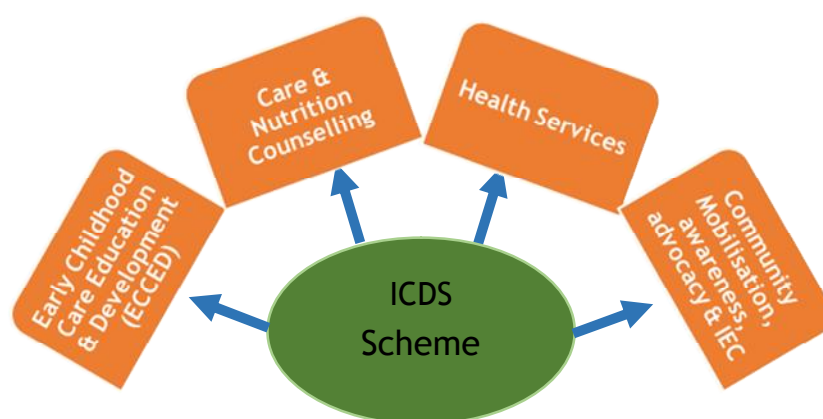 Early Childhood
Care Education
& Development
(ECCED)
Care &
Nutrition
Counselling
Health Services
Community
Mobilisation,
awareness,
advocacy & IEC
ICDS
Scheme